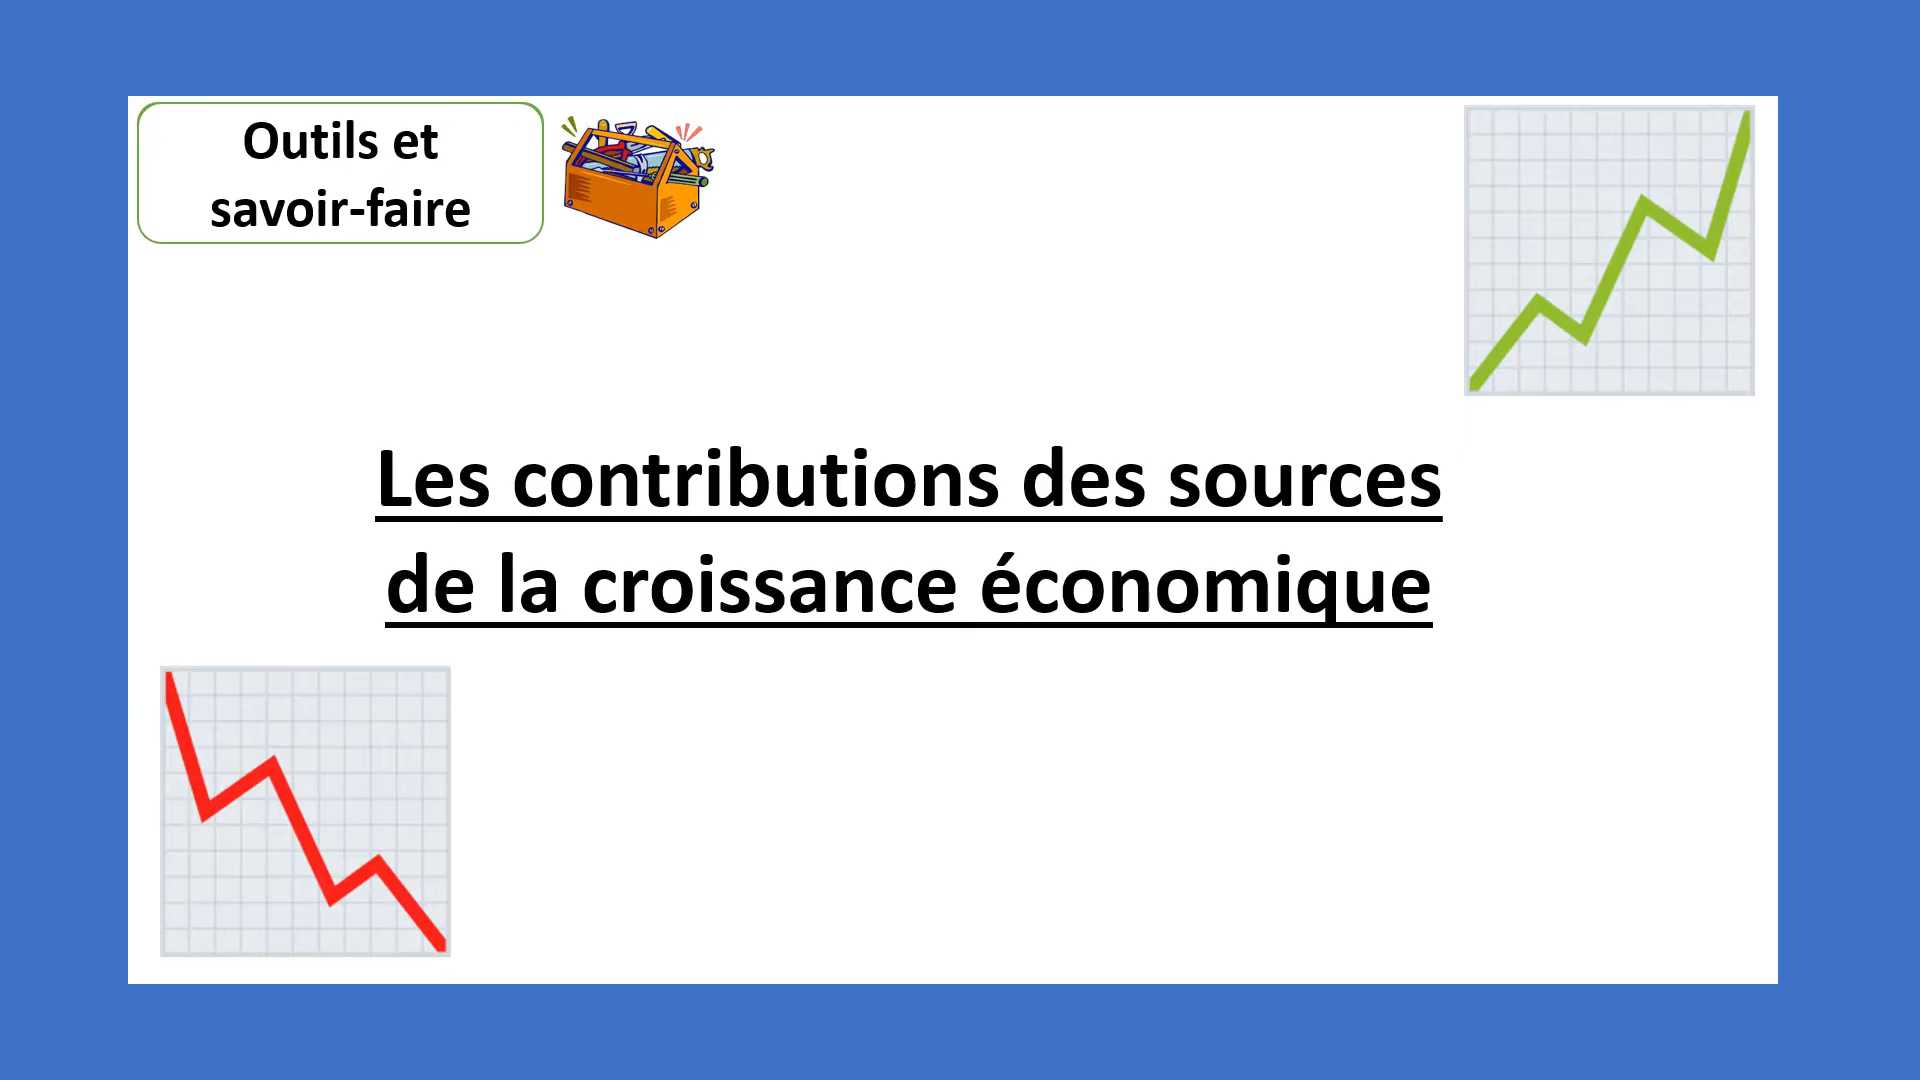 Outils et
savoir-faire
Les contributions des sources
de la croissance économique